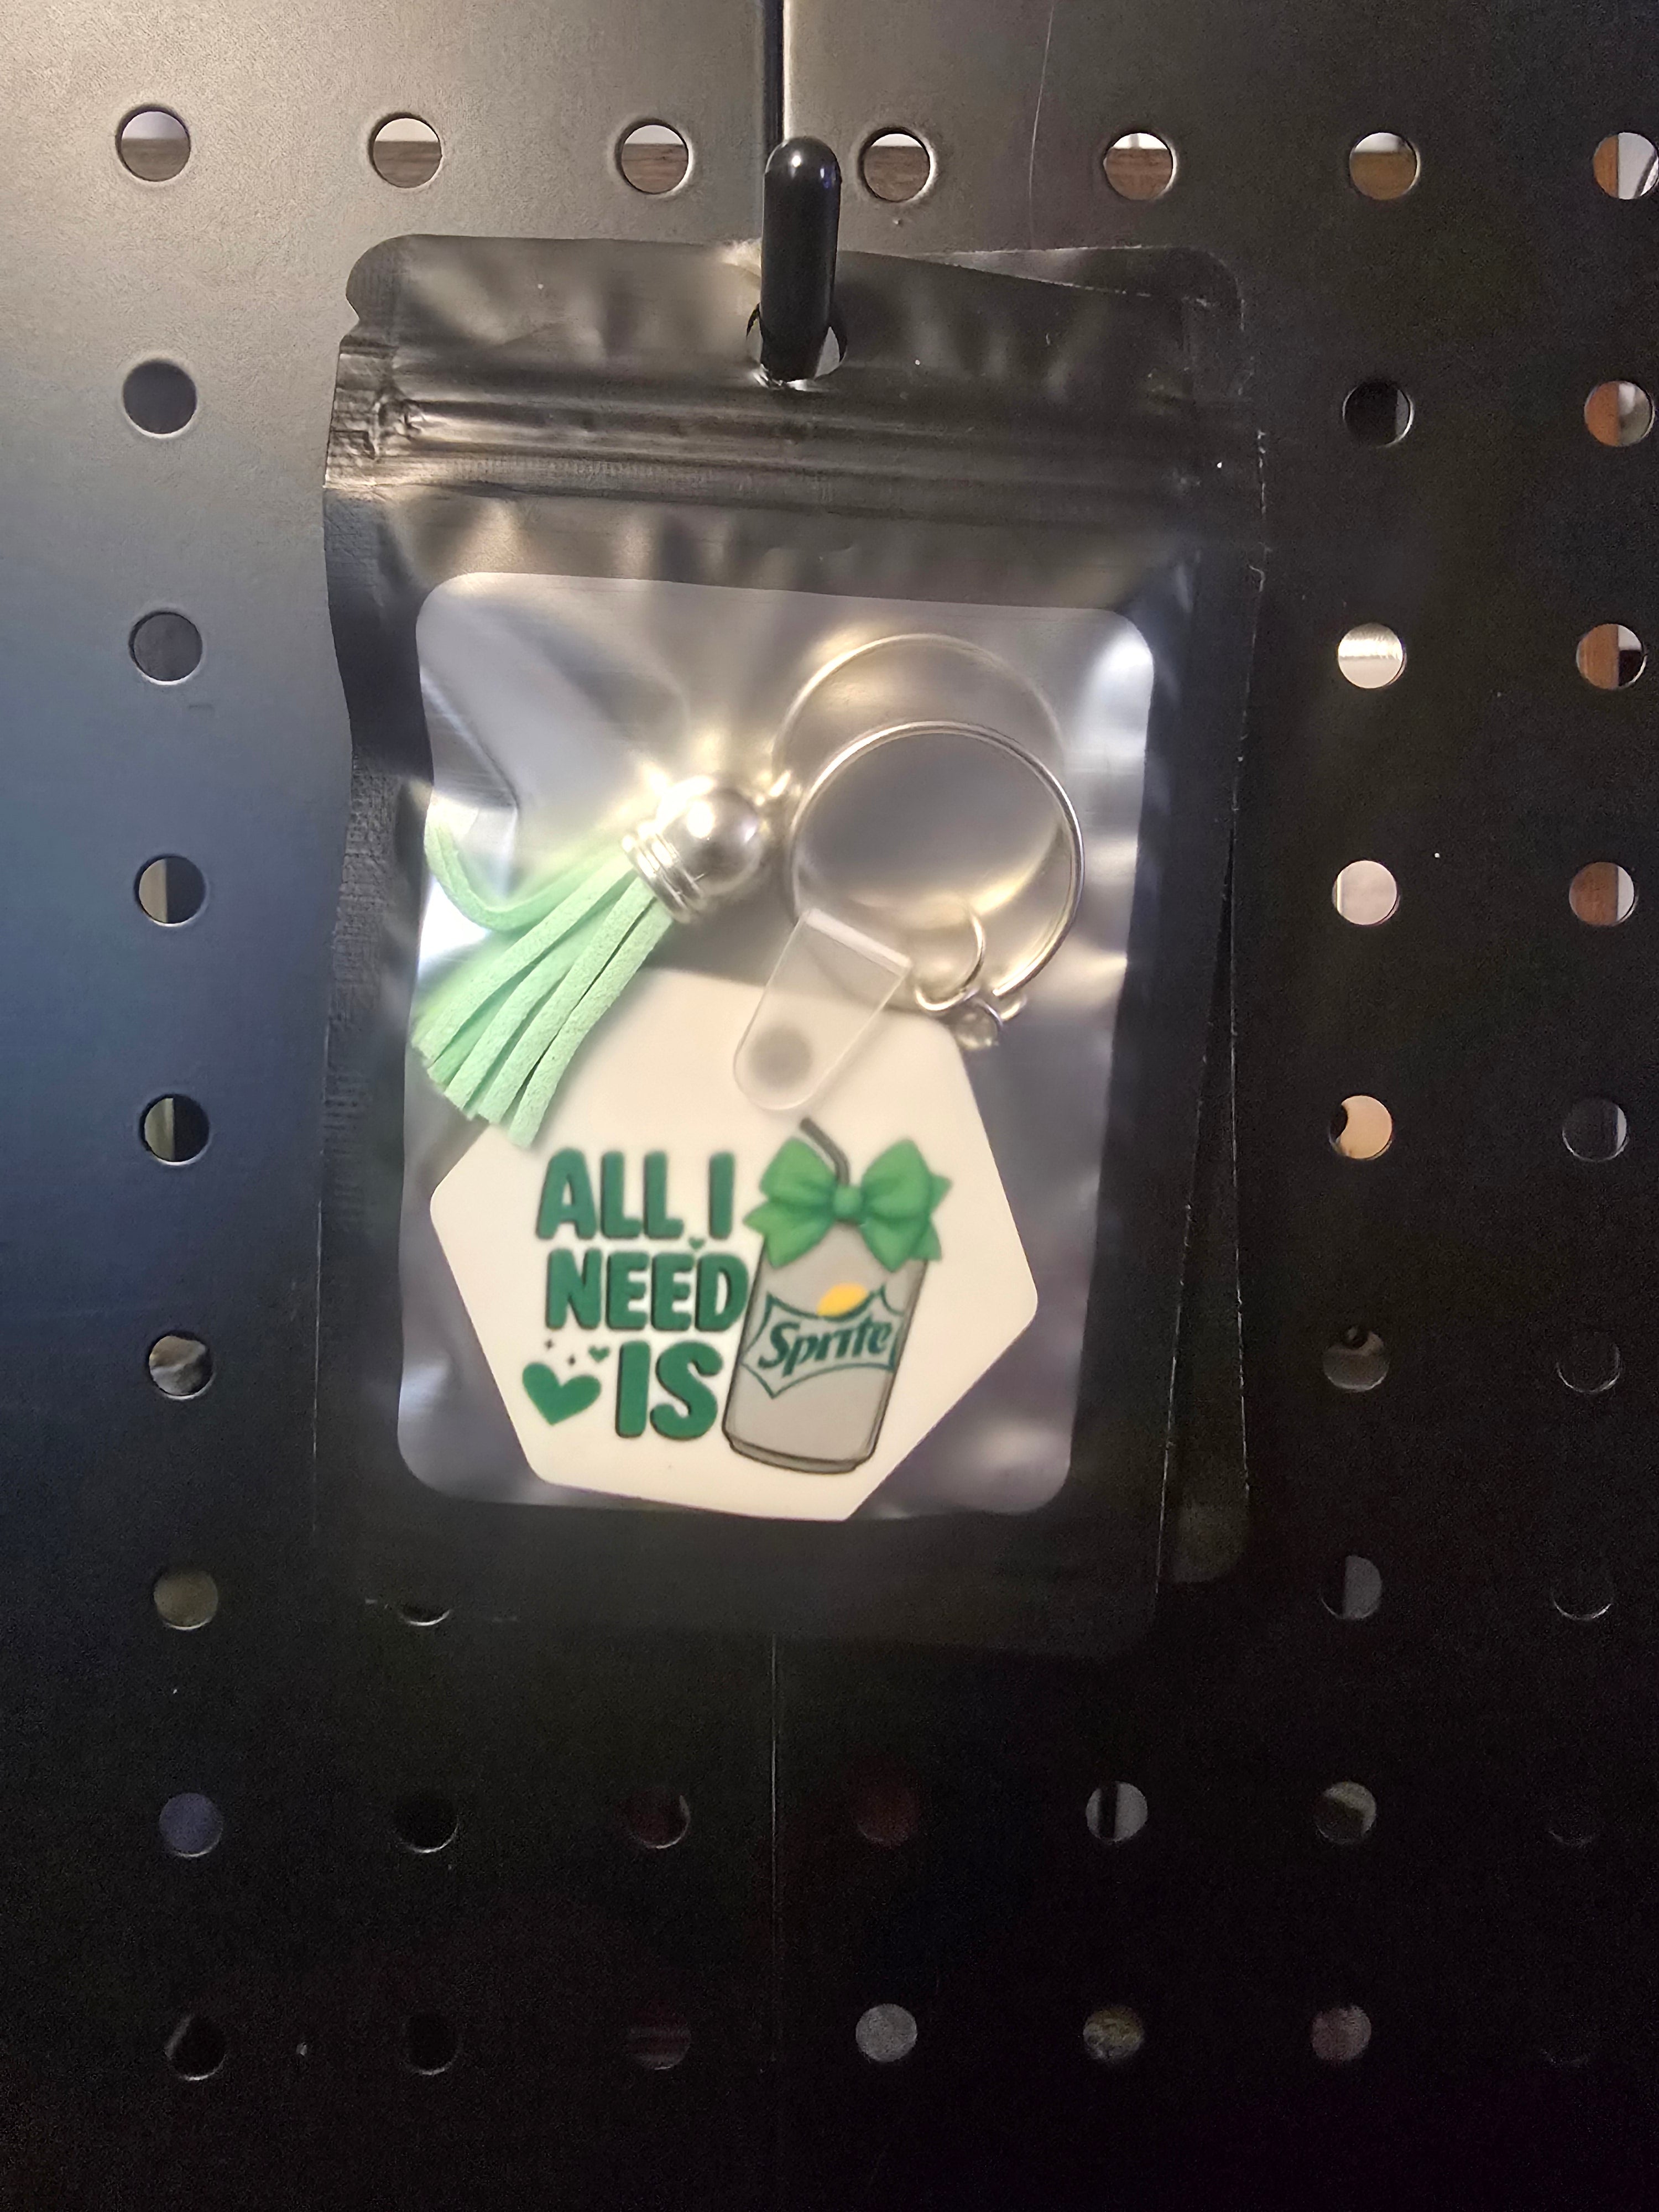 ALL I
NEED
IS
Sprite